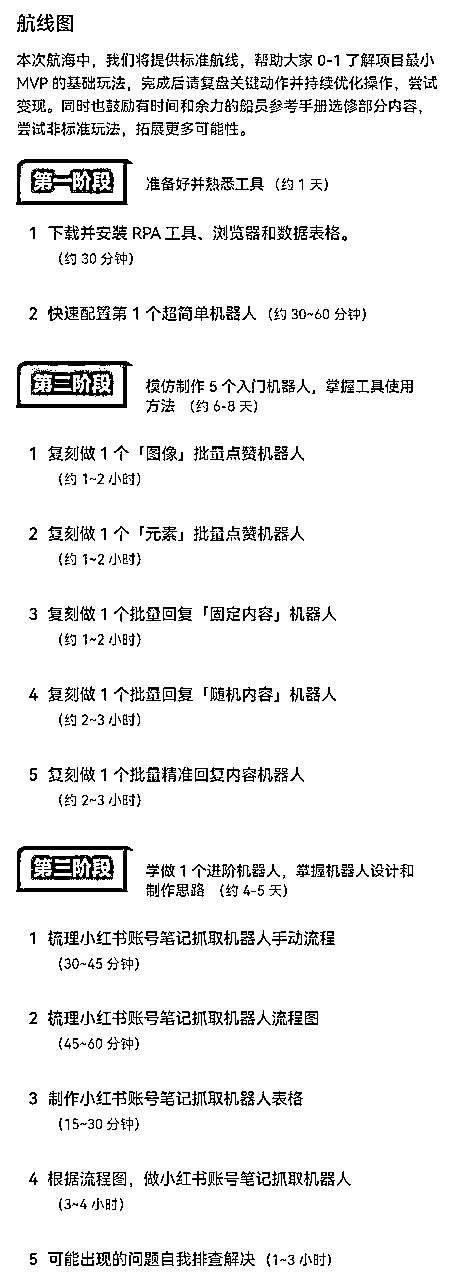 航线图
本次航海中，我们将提供标准航线，帮助大家 0-1 了解项目最小
MVP 的基础玩法，完成后请复盘关键动作并持续优化操作，尝试
变现。同时也鼓励有时间和余力的船员参考手册选修部分内容，
尝试非标准玩法，拓展更多可能性。
第一阶段
准备好并熟悉工具（约 1 天）
1 下载并安装 RPA 工具、浏览器和数据表格。
（约 30 分钟）
2 快速配置第 1 个超简单机器人（约 30~60 分钟）
第二阶段
模仿制作 5 个入门机器人，掌握工具使用
方法 （约 6-8 天）
1 复刻做 1 个「图像」批量点赞机器人
（约 1~2 小时）
2 复刻做 1 个「元素」批量点赞机器人
（约 1~2 小时）
3 复刻做 1 个批量回复「固定内容」机器人
（约 1~2 小时）
4 复刻做 1 个批量回复「随机内容」机器人
（约 2~3 小时）
5 复刻做 1 个批量精准回复内容机器人
（约 2~3 小时）
第三阶段
学做 1 个进阶机器人，掌握机器人设计和
制作思路 （约 4-5 天）
1 梳理小红书账号笔记抓取机器人手动流程
（30~45 分钟）
2 梳理小红书账号笔记抓取机器人流程图
（45~60 分钟）
3 制作小红书账号笔记抓取机器人表格
（15~30 分钟）
4 根据流程图，做小红书账号笔记抓取机器人
（3~4 小时）
5 可能出现的问题自我排查解决（1~3 小时）